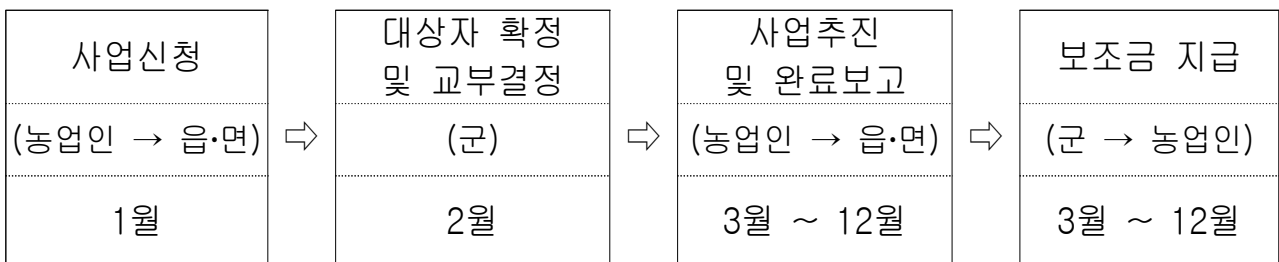 사업신청
(농업인 → 읍·면)
1월
⇨
대상자 확정
및 교부결정
(군)
2월
⇨
사업추진
및 완료보고
(농업인 → 읍·면)
3월 ~ 12월
⇨
보조금 지급
(군 → 농업인)
3월 ~ 12월